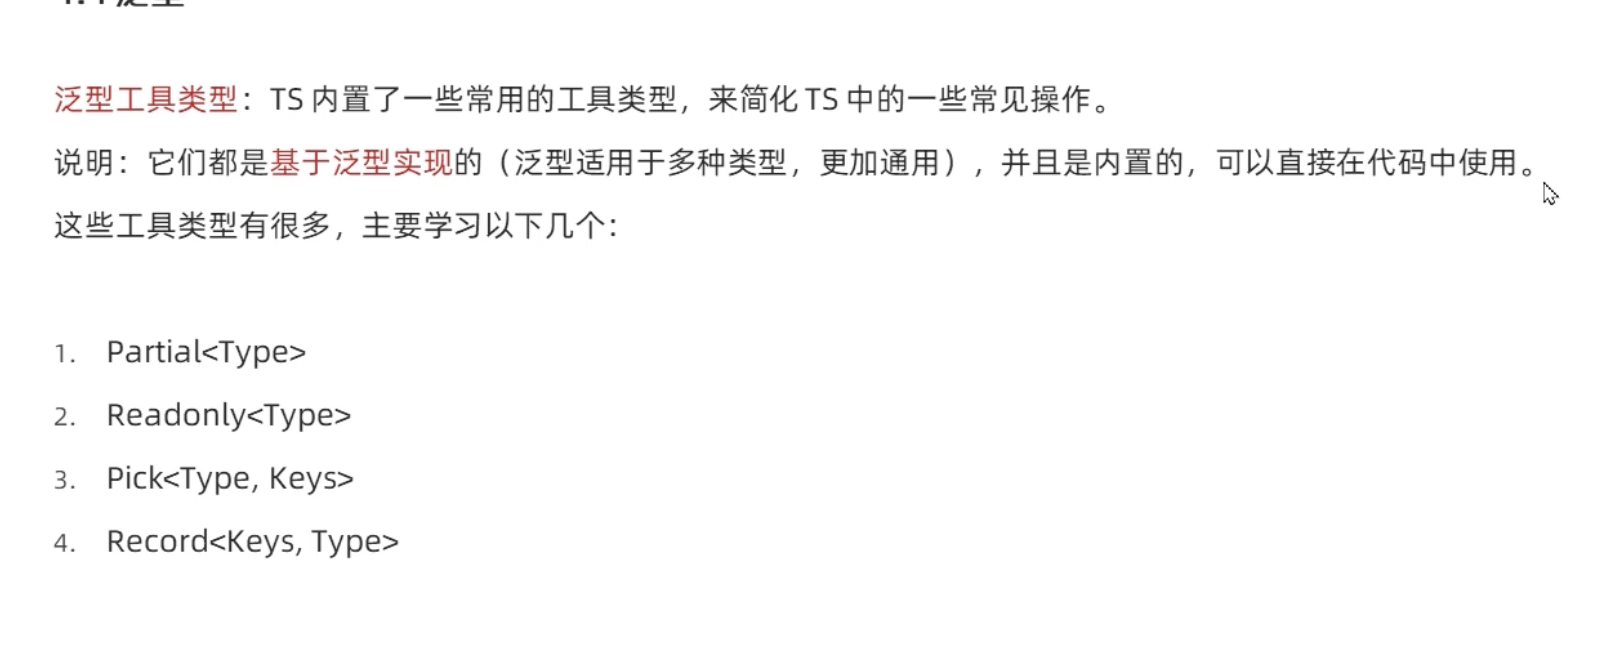 泛型工具类型：TS 内置了一些常用的工具类型，来简化 TS 中的一些常见操作。
说明：它们都是基于泛型实现的（泛型适用于多种类型，更加通用），并且是内置的，可以直接在代码中使用。
这些工具类型有很多，主要学习以下几个：
1. Partial<Type>
2. Readonly<Type>
3. Pick<Type, Keys>
4. Record<Keys, Type>